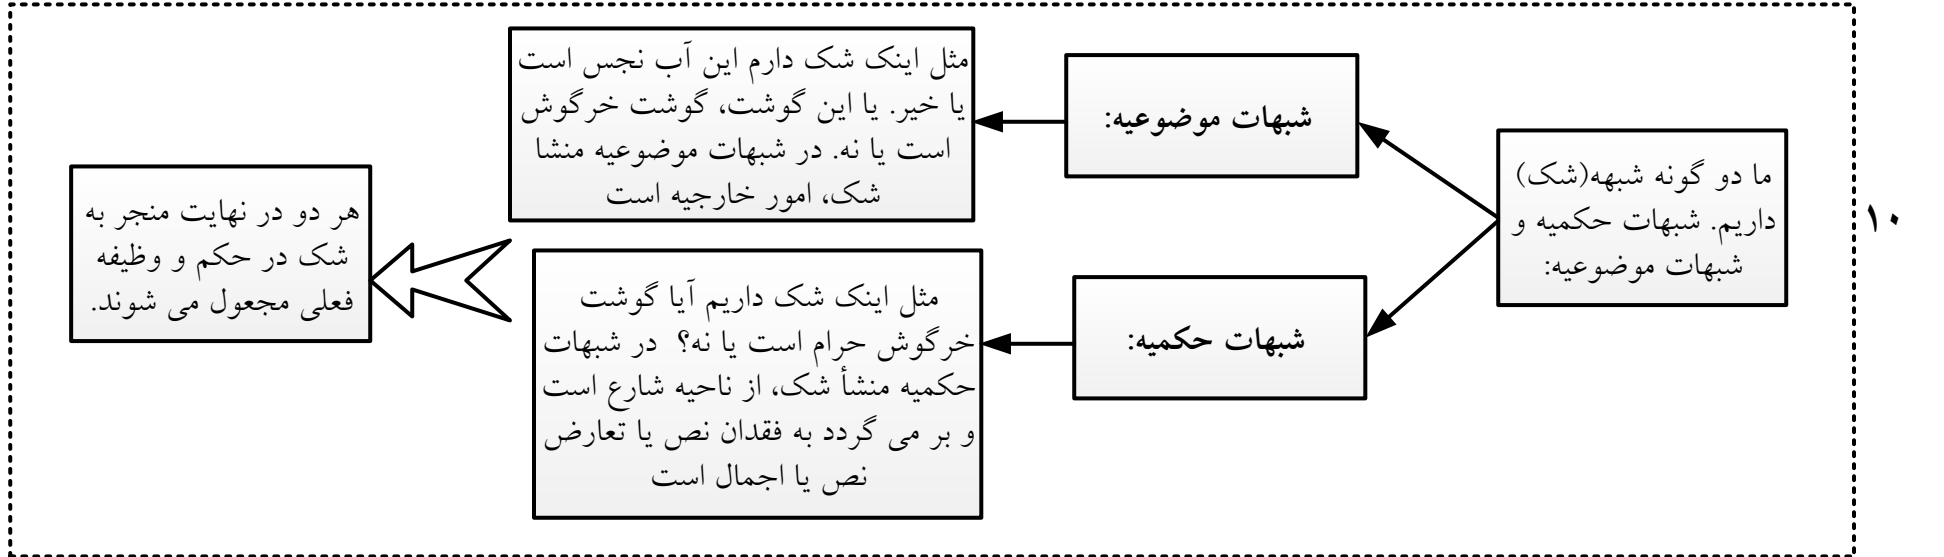 ۱۰
ما دو گونه شبهه(شک)
داریم. شبهات حکمیه و
شبهات موضوعیه:
شبهات موضوعیه:
مثل اینک شک دارم این آب نجس است
یا خیر. یا این گوشت، گوشت خرگوش
است یا نه. در شبهات موضوعیه منشا
شک، امور خارجیه است
شبهات حکمیه:
مثل اینک شک داریم آیا گوشت
خرگوش حرام است یا نه؟ در شبهات
حکمیه منشأ شک، از ناحیه شارع است
و بر می گردد به فقدان نص یا تعارض
نص یا اجمال است
هر دو در نهایت منجر به
شک در حکم و وظیفه
فعلی مجعول می شوند.